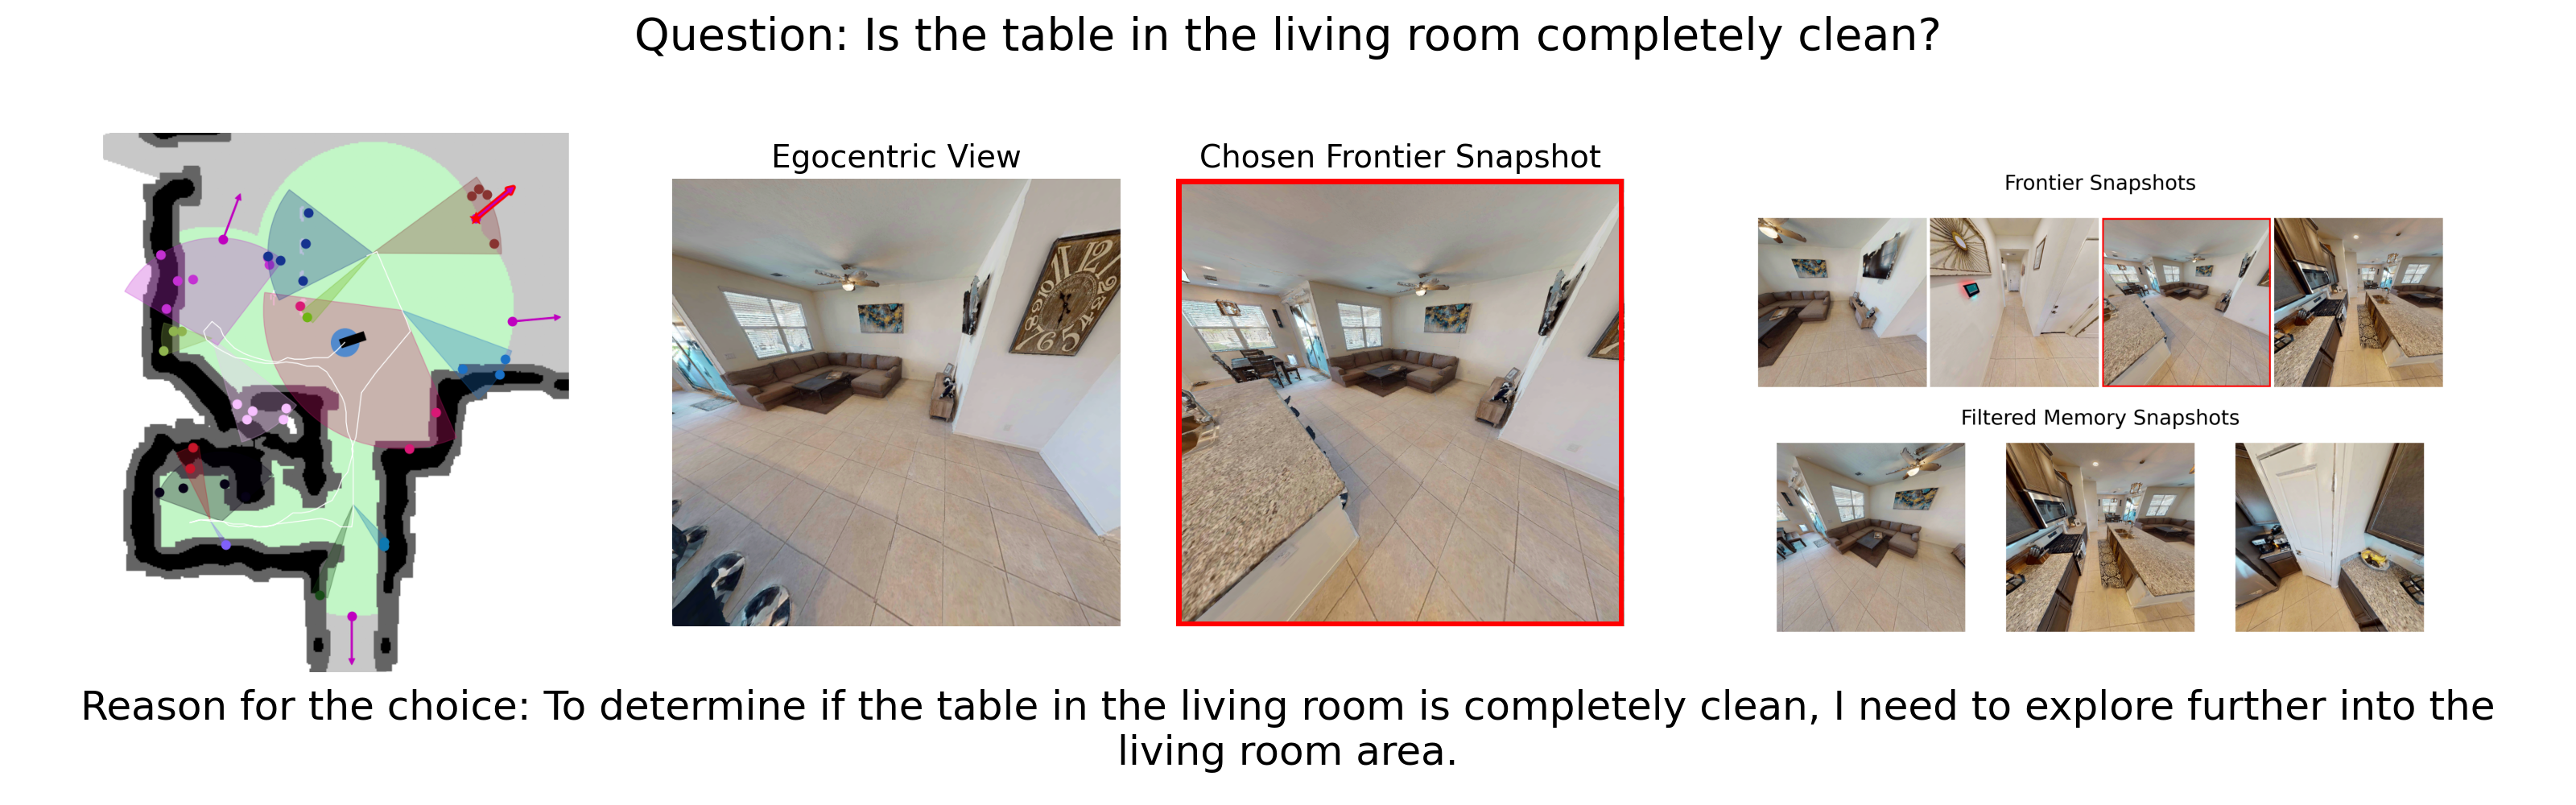 Question: Is the table in the living room completely clean?
Egocentric View
Chosen Frontier Snapshot
Frontier Snapshots
Filtered Memory Snapshots
Reason for the choice: To determine if the table in the living room is completely clean, I need to explore further into the
living room area.